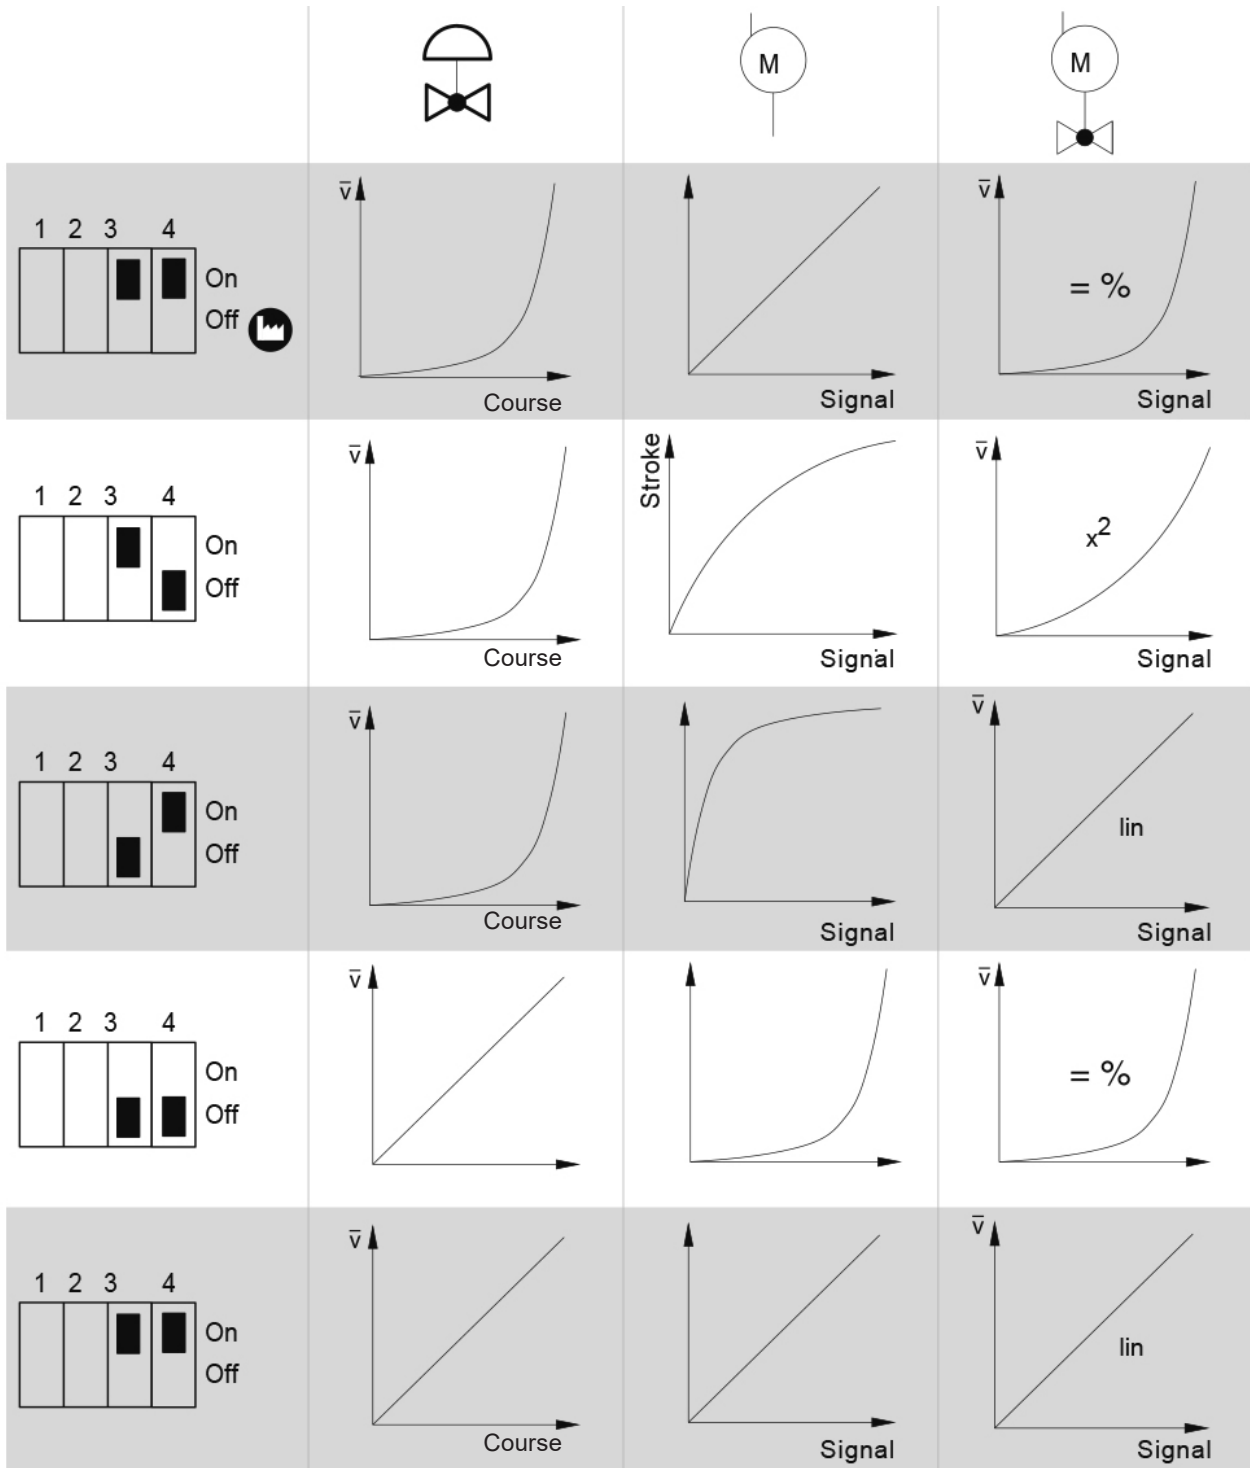 M
M
v̅
v̅
1 2 3 4
On
= %
Off
Course
Signal
Signal
Stroke
v̅
v̅
1 2 3 4
x²
On
Off
Course
Signal
Signal
v̅
v̅
1 2 3 4
On
lin
Off
Course
Signal
Signal
v̅
v̅
1 2 3 4
On
= %
Off
v̅
v̅
1 2 3 4
On
lin
Off
Course
Signal
Signal